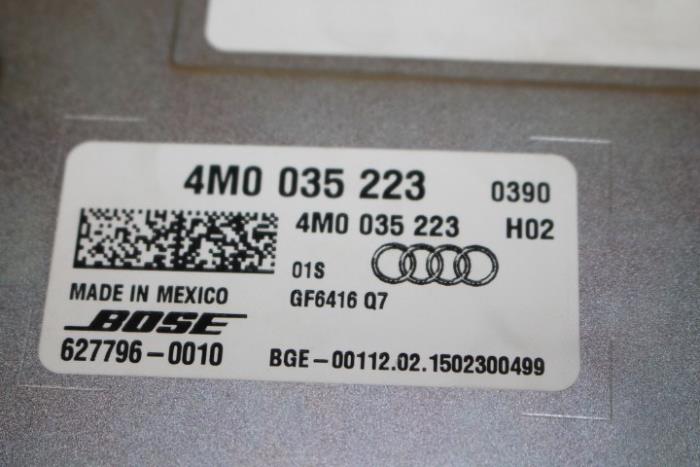 4M0 035 223 0390
4M0 035 223 H02
01S
MADE IN MEXICO GF6416 Q7
BOSE
627796-0010 BGE-00112.02.1502300499